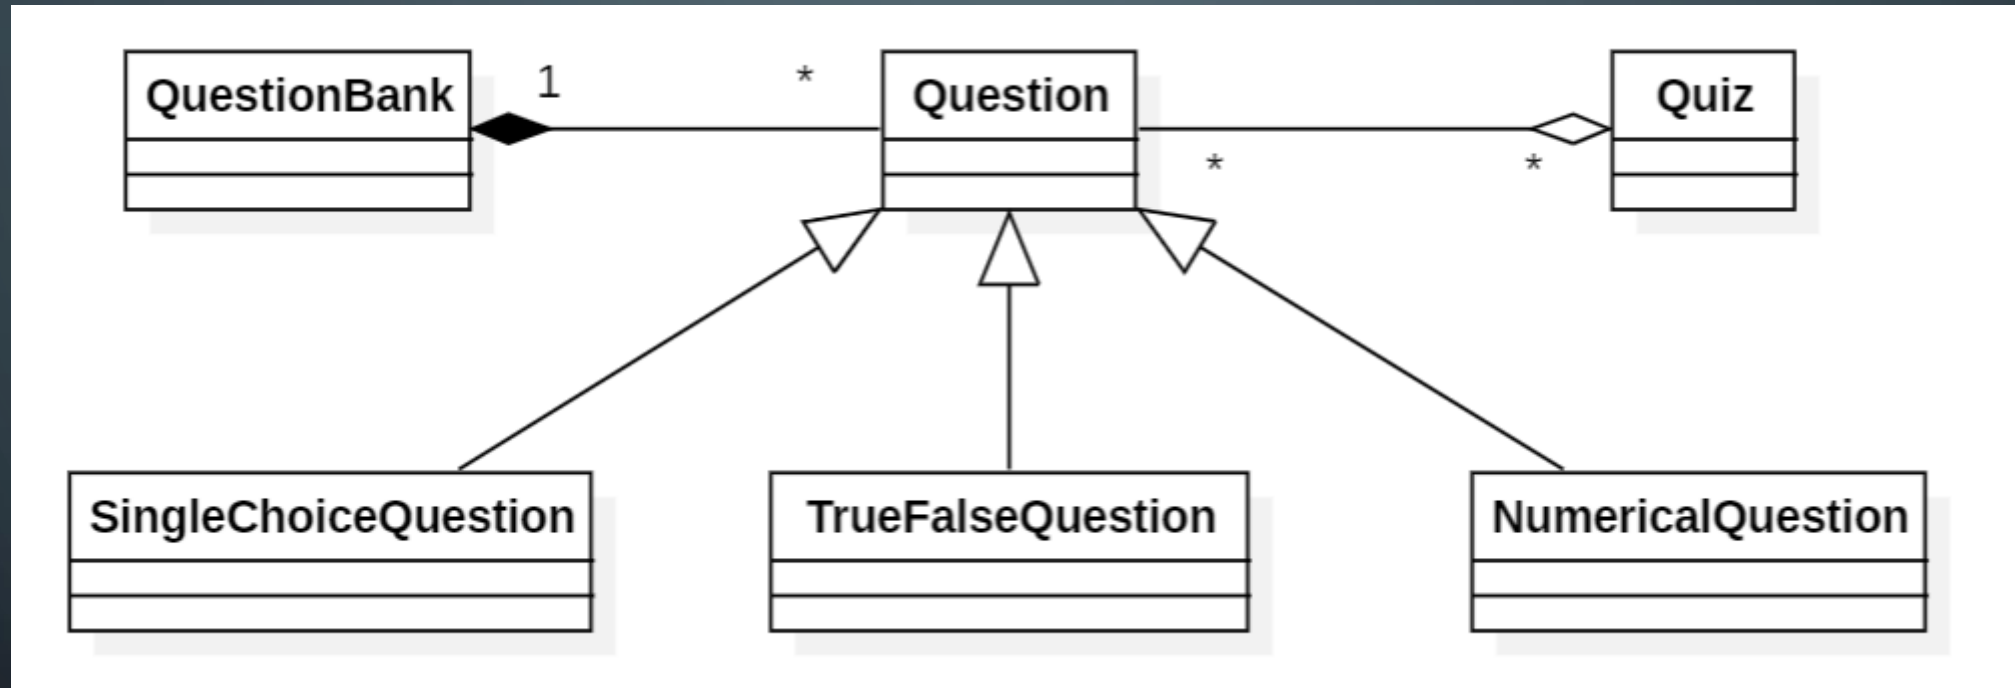 QuestionBank
1
*
Question
*
*
Quiz
SingleChoiceQuestion
TrueFalseQuestion
NumericalQuestion